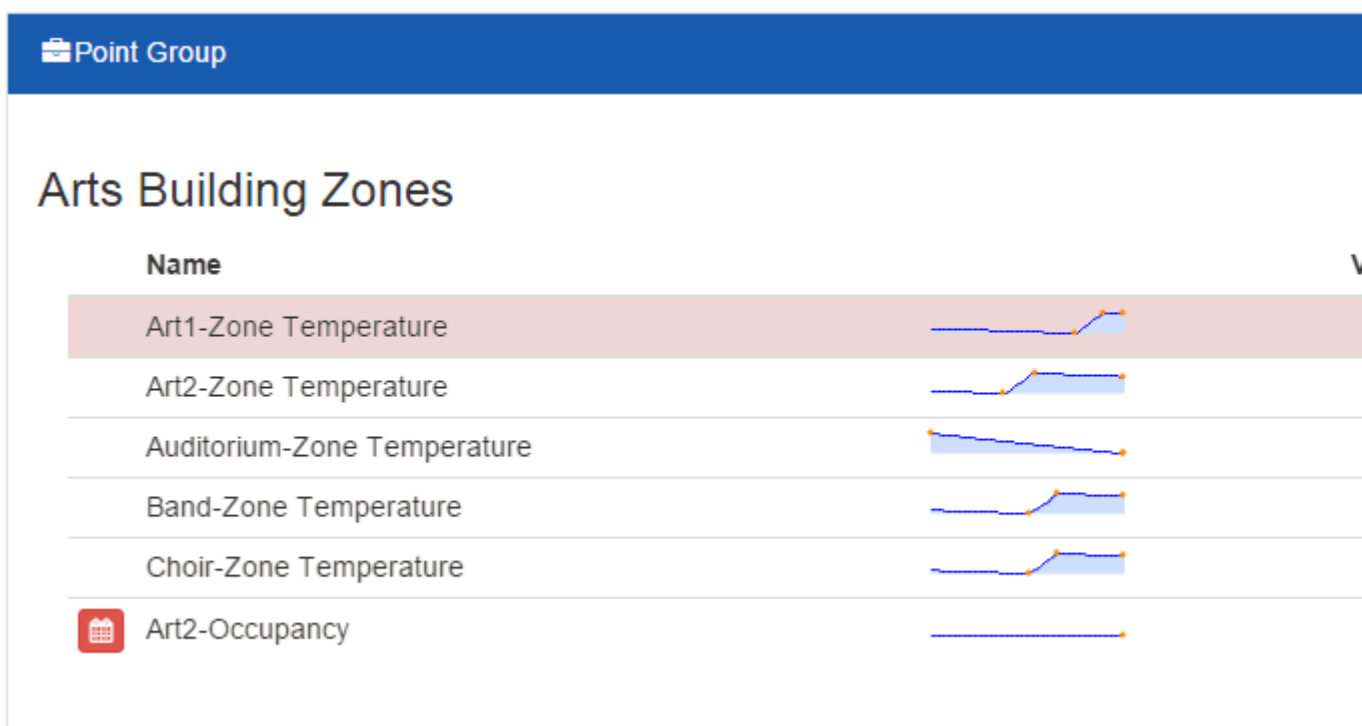 Point Group
Arts Building Zones
Name
Art1-Zone Temperature
Art2-Zone Temperature
Auditorium-Zone Temperature
Band-Zone Temperature
Choir-Zone Temperature
Art2-Occupancy